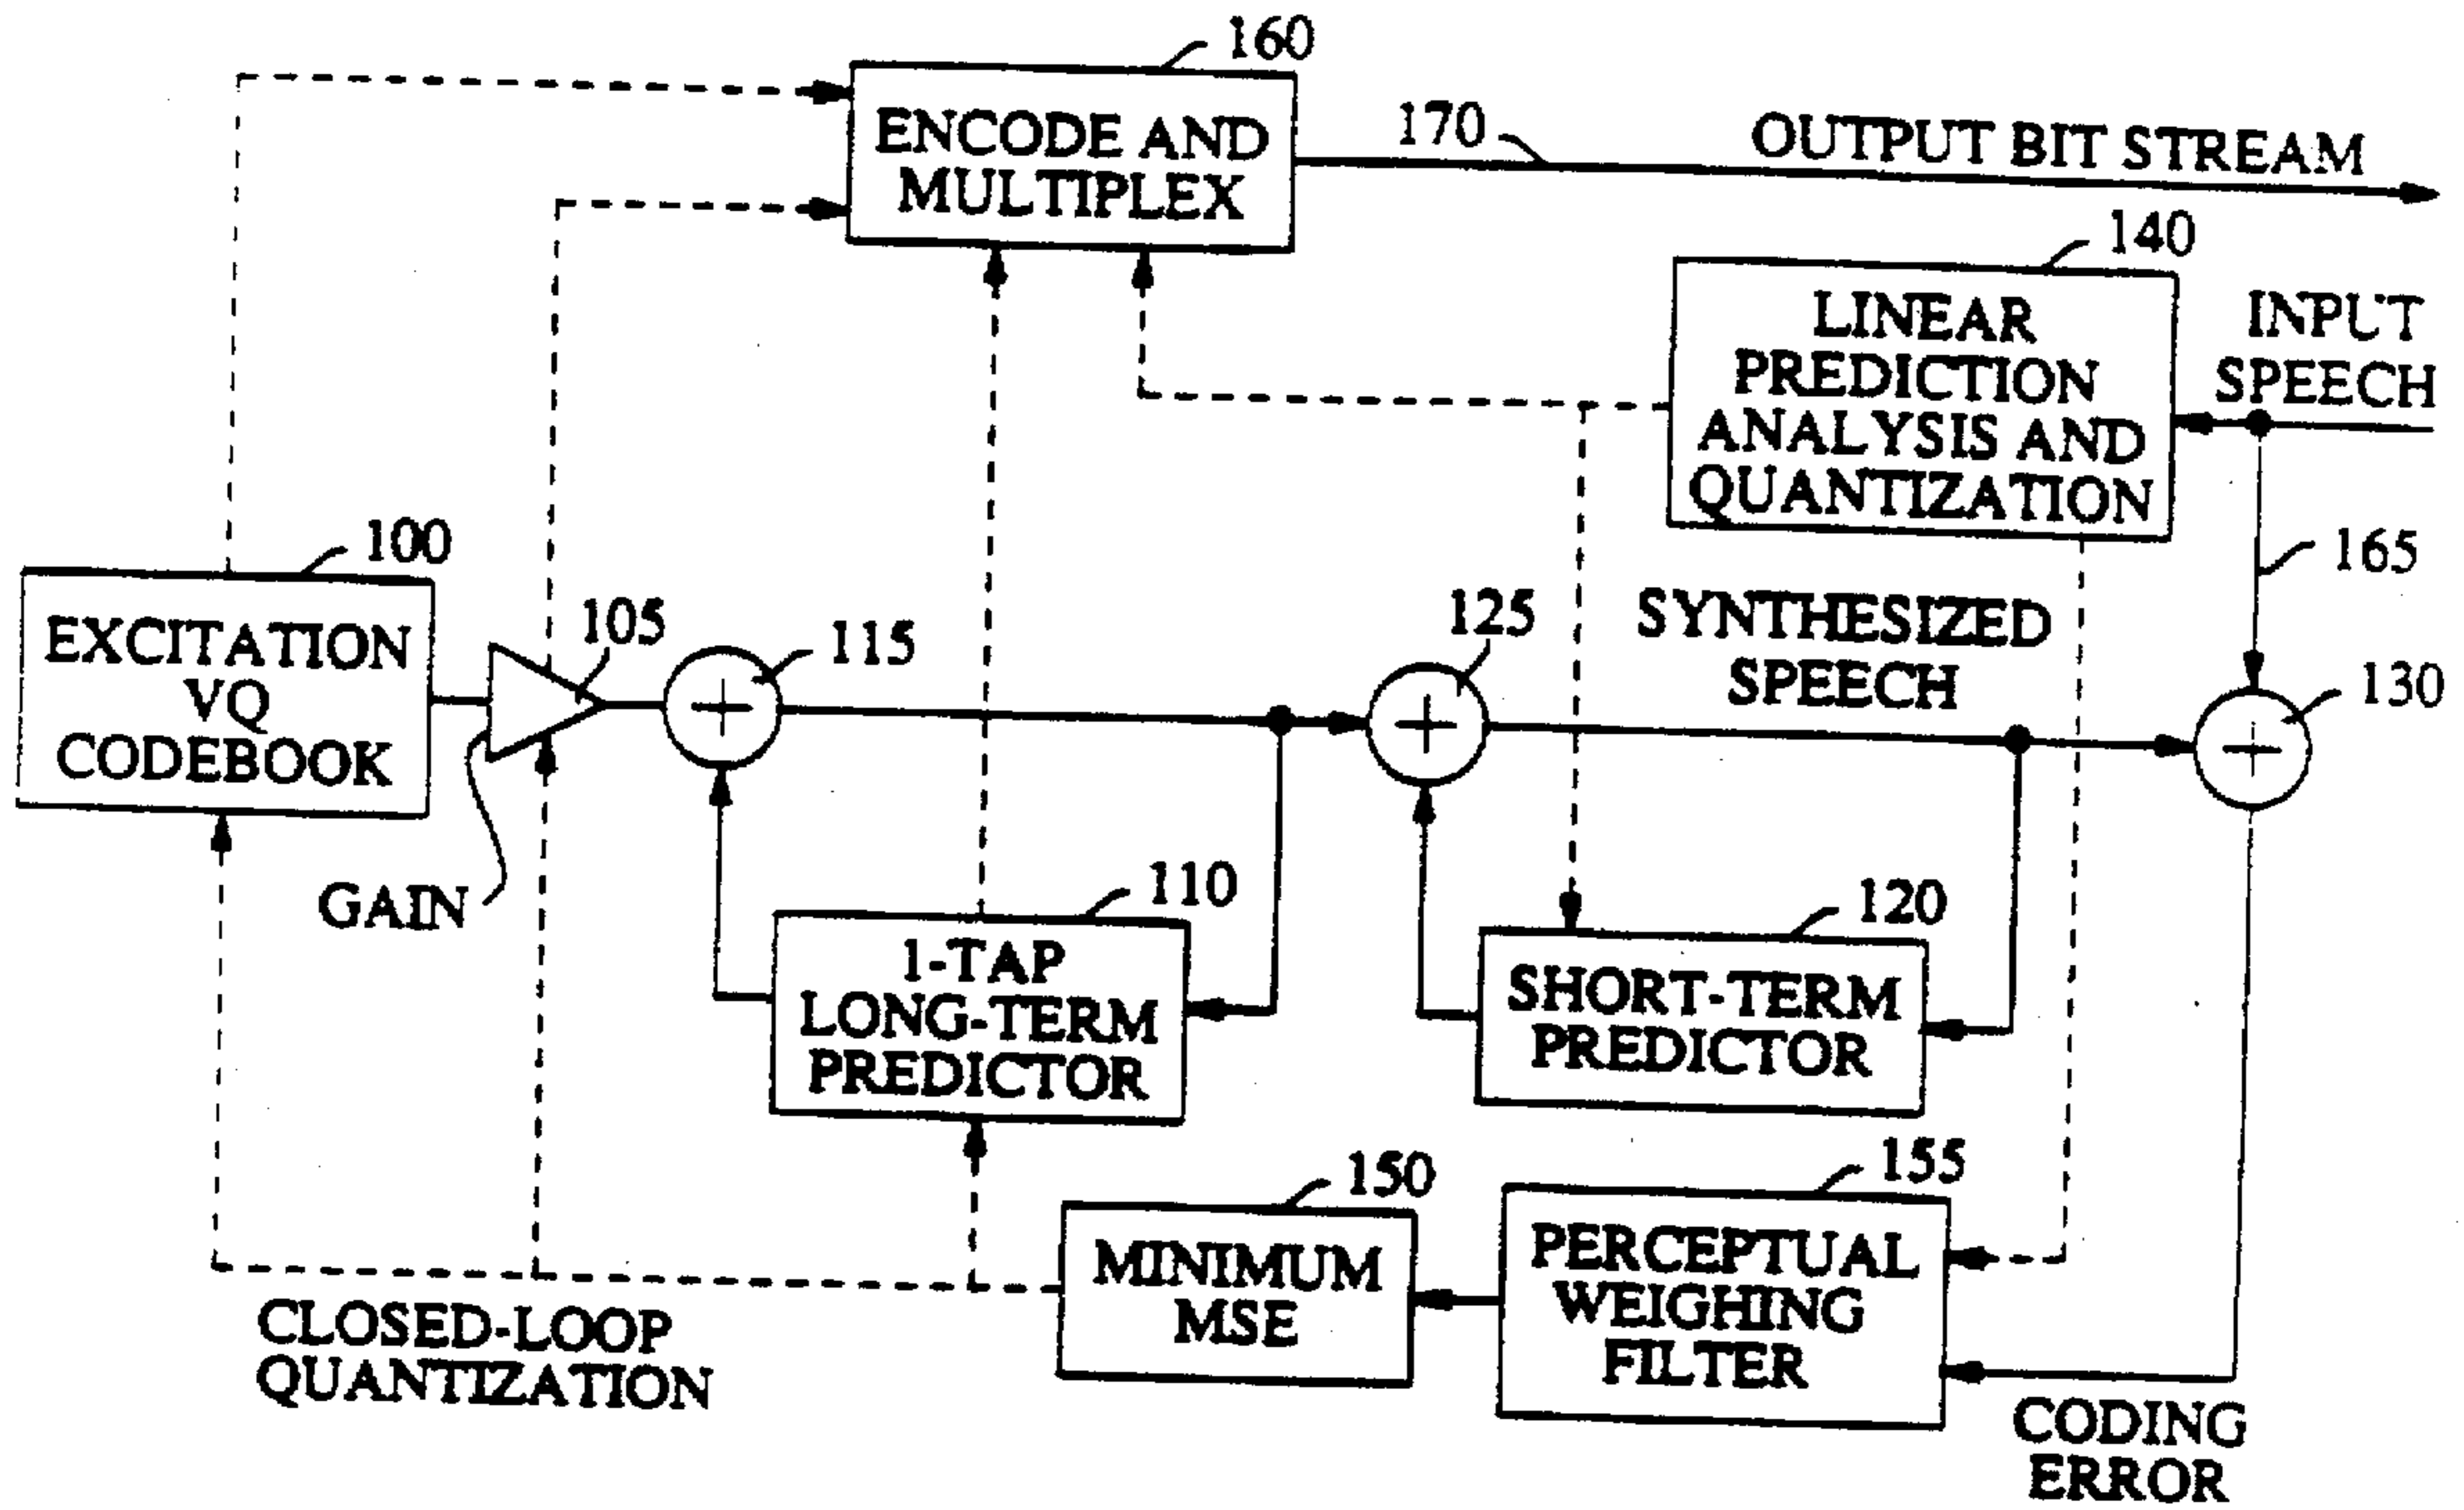 160
ENCODE AND
MULTIPLEX
170
OUTPUT BIT STREAM
140
LINEAR
PREDICTION
ANALYSIS AND
QUANTIZATION
INPUT
SPEECH
165
100
EXCITATION
VQ
CODEBOOK
105
GAIN
115
+
125
+
SYNTHESIZED
SPEECH
130
+
110
1-TAP
LONG-TERM
PREDICTOR
120
SHORT-TERM
PREDICTOR
150
MINIMUM
MSE
155
PERCEPTUAL
WEIGHING
FILTER
CLOSED-LOOP
QUANTIZATION
CODING
ERROR